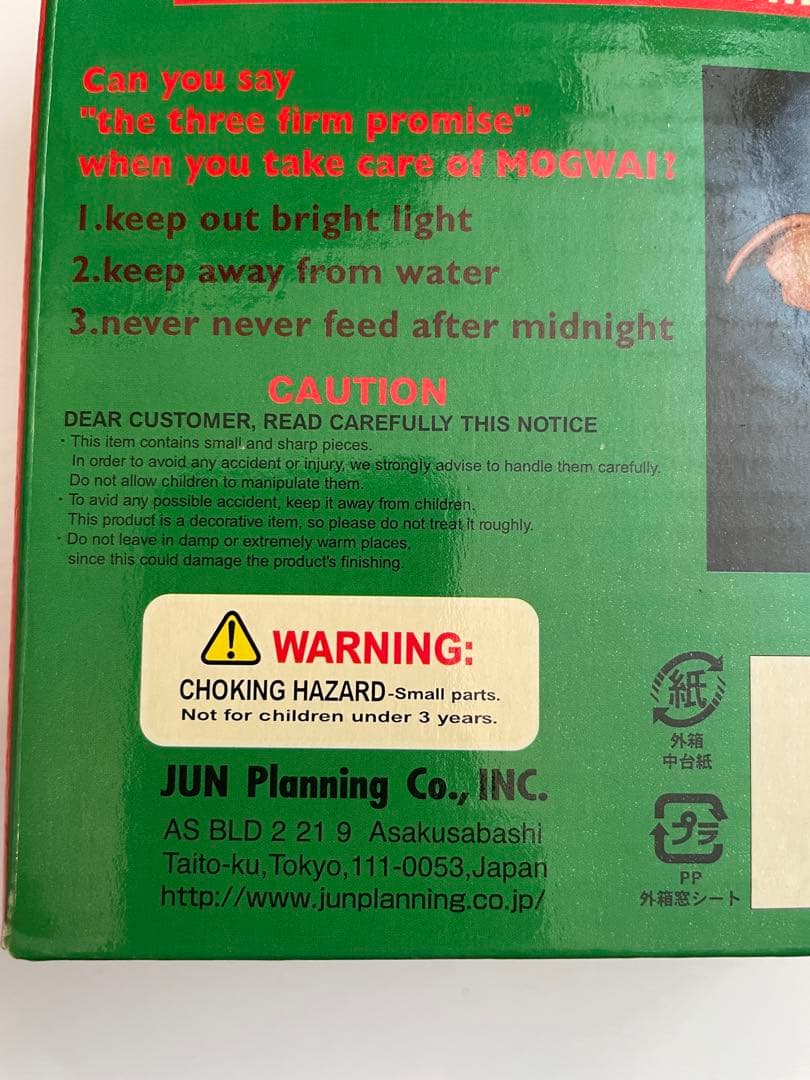 Can you say
"the three firm promise"
when you take care of MOGWAI?
1.keep out bright light
2.keep away from water
3.never never feed after midnight
CAUTION
DEAR CUSTOMER, READ CAREFULLY THIS NOTICE
・This item contains small and sharp pieces.
In order to avoid any accident or injury, we strongly advise to handle them carefully.
Do not allow children to manipulate them.
・To avid any possible accident, keep it away from children.
This product is a decorative item, so please do not treat it roughly.
・Do not leave in damp or extremely warm places,
since this could damage the product's finishing.
WARNING:
CHOKING HAZARD-Small parts.
Not for children under 3 years.
JUN Planning Co., INC.
AS BLD 2 21 9 Asakusabashi
Taito-ku,Tokyo,111-0053,Japan
http://www.junplanning.co.jp/
紙
外箱
中台紙
プラ
PP
外箱窓シート